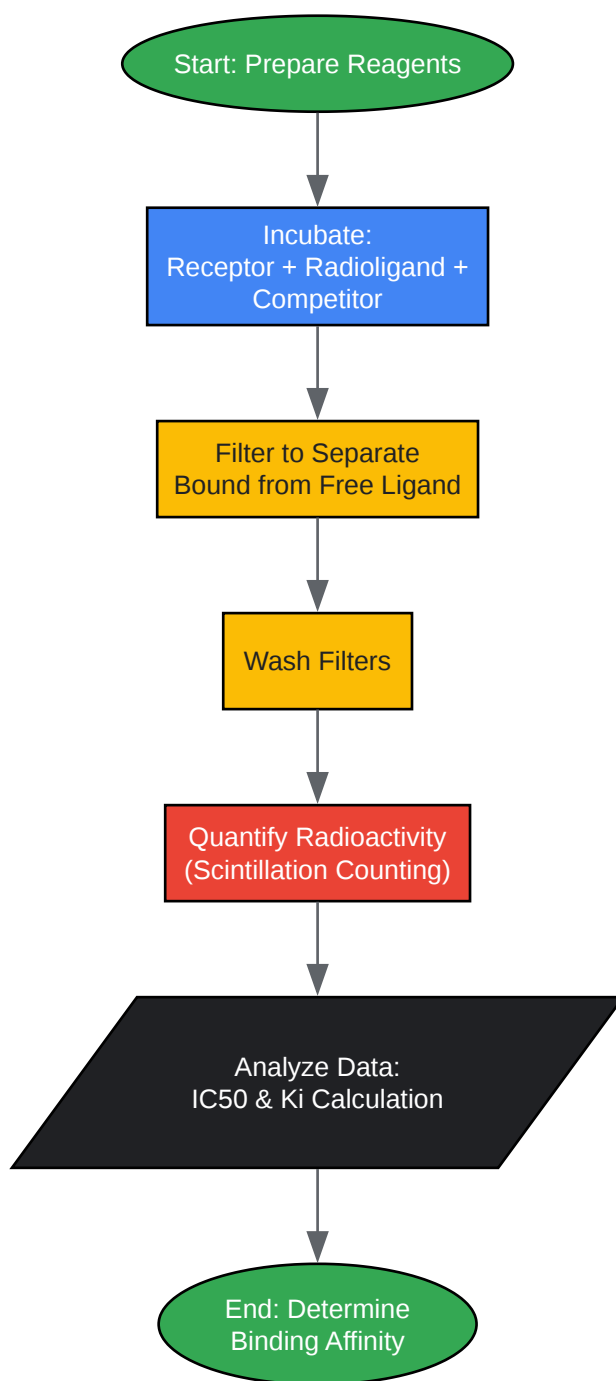 Start: Prepare Reagents
Incubate:
Receptor + Radioligand +
Competitor
Filter to Separate
Bound from Free Ligand
Wash Filters
Quantify Radioactivity
(Scintillation Counting)
Analyze Data:
IC50 & Ki Calculation
End: Determine
Binding Affinity